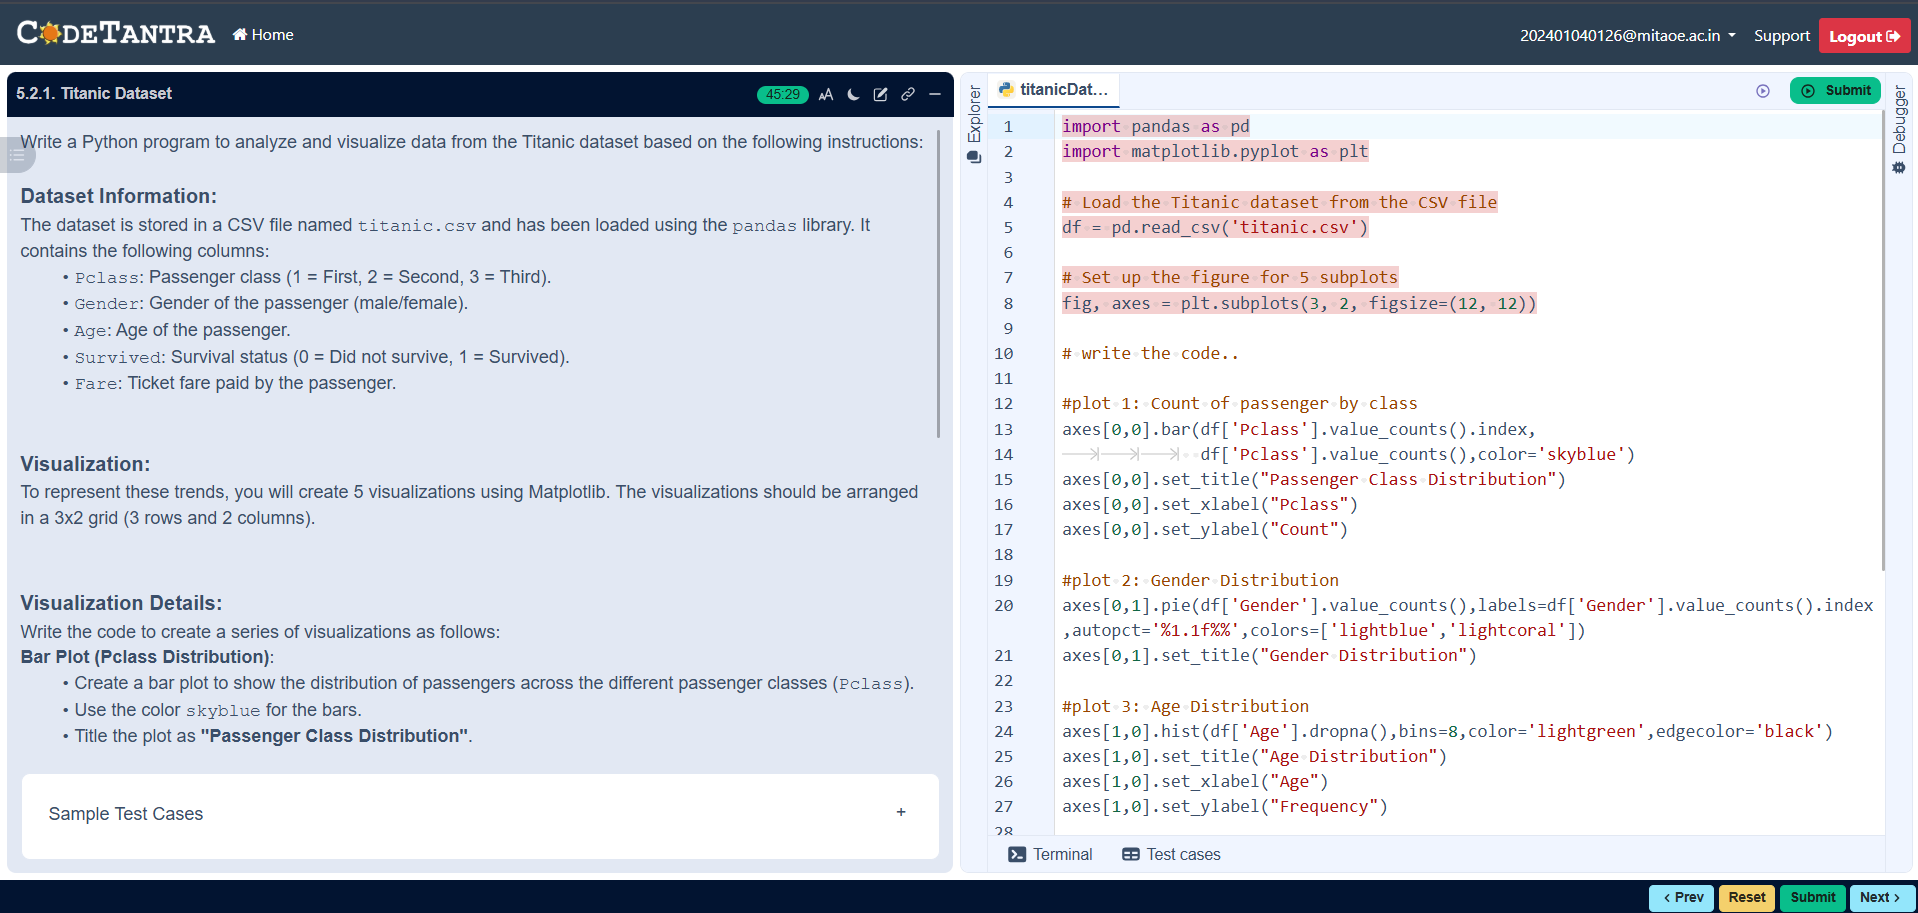 CODETANTRA
Home
202401040126@mitaoe.ac.in
Support
Logout
5.2.1. Titanic Dataset
45:29
AA
Write a Python program to analyze and visualize data from the Titanic dataset based on the following instructions:
Dataset Information:
The dataset is stored in a CSV file named titanic.csv and has been loaded using the pandas library. It
contains the following columns:
• Pclass: Passenger class (1 = First, 2 = Second, 3 = Third).
• Gender: Gender of the passenger (male/female).
• Age: Age of the passenger.
• Survived: Survival status (0 = Did not survive, 1 = Survived).
• Fare: Ticket fare paid by the passenger.
Visualization:
To represent these trends, you will create 5 visualizations using Matplotlib. The visualizations should be arranged
in a 3x2 grid (3 rows and 2 columns).
Visualization Details:
Write the code to create a series of visualizations as follows:
Bar Plot (Pclass Distribution):
• Create a bar plot to show the distribution of passengers across the different passenger classes (Pclass).
• Use the color skyblue for the bars.
• Title the plot as "Passenger Class Distribution".
Sample Test Cases
+
Explorer
titanicDat...
Submit
Debugger
1 import pandas as pd
2 import matplotlib.pyplot as plt
3
4 # Load the Titanic dataset from the CSV file
5 df = pd.read_csv('titanic.csv')
6
7 # Set up the figure for 5 subplots
8 fig, axes = plt.subplots(3, 2, figsize=(12, 12))
9
10 # write the code..
11
12 #plot 1: Count of passenger by class
13 axes[0,0].bar(df['Pclass'].value_counts().index,
14 df['Pclass'].value_counts(),color='skyblue')
15 axes[0,0].set_title("Passenger Class Distribution")
16 axes[0,0].set_xlabel("Pclass")
17 axes[0,0].set_ylabel("Count")
18
19 #plot 2: Gender Distribution
20 axes[0,1].pie(df['Gender'].value_counts(),labels=df['Gender'].value_counts().index
,autopct='%1.1f%%',colors=['lightblue','lightcoral'])
21 axes[0,1].set_title("Gender Distribution")
22
23 #plot 3: Age Distribution
24 axes[1,0].hist(df['Age'].dropna(),bins=8,color='lightgreen',edgecolor='black')
25 axes[1,0].set_title("Age Distribution")
26 axes[1,0].set_xlabel("Age")
27 axes[1,0].set_ylabel("Frequency")
28
Terminal
Test cases
< Prev
Reset
Submit
Next >